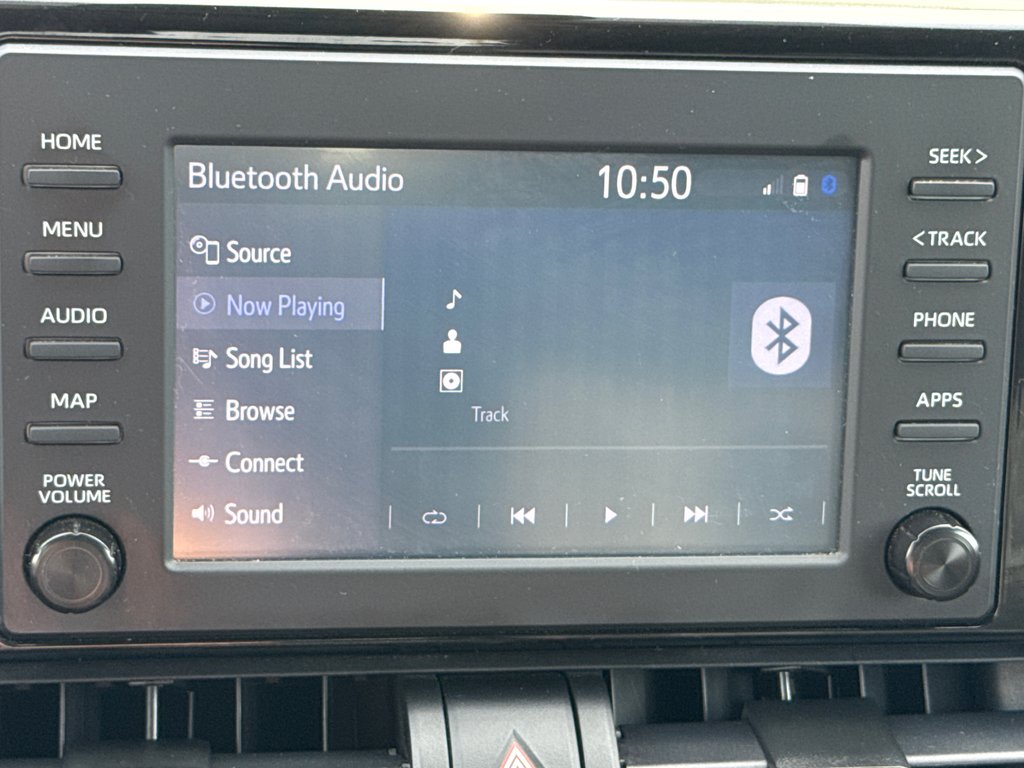 HOME
MENU
AUDIO
MAP
POWER
VOLUME
Bluetooth Audio 10:50
Source
Now Playing
Song List
Browse
Connect
Sound
Track
SEEK >
< TRACK
PHONE
APPS
TUNE
SCROLL